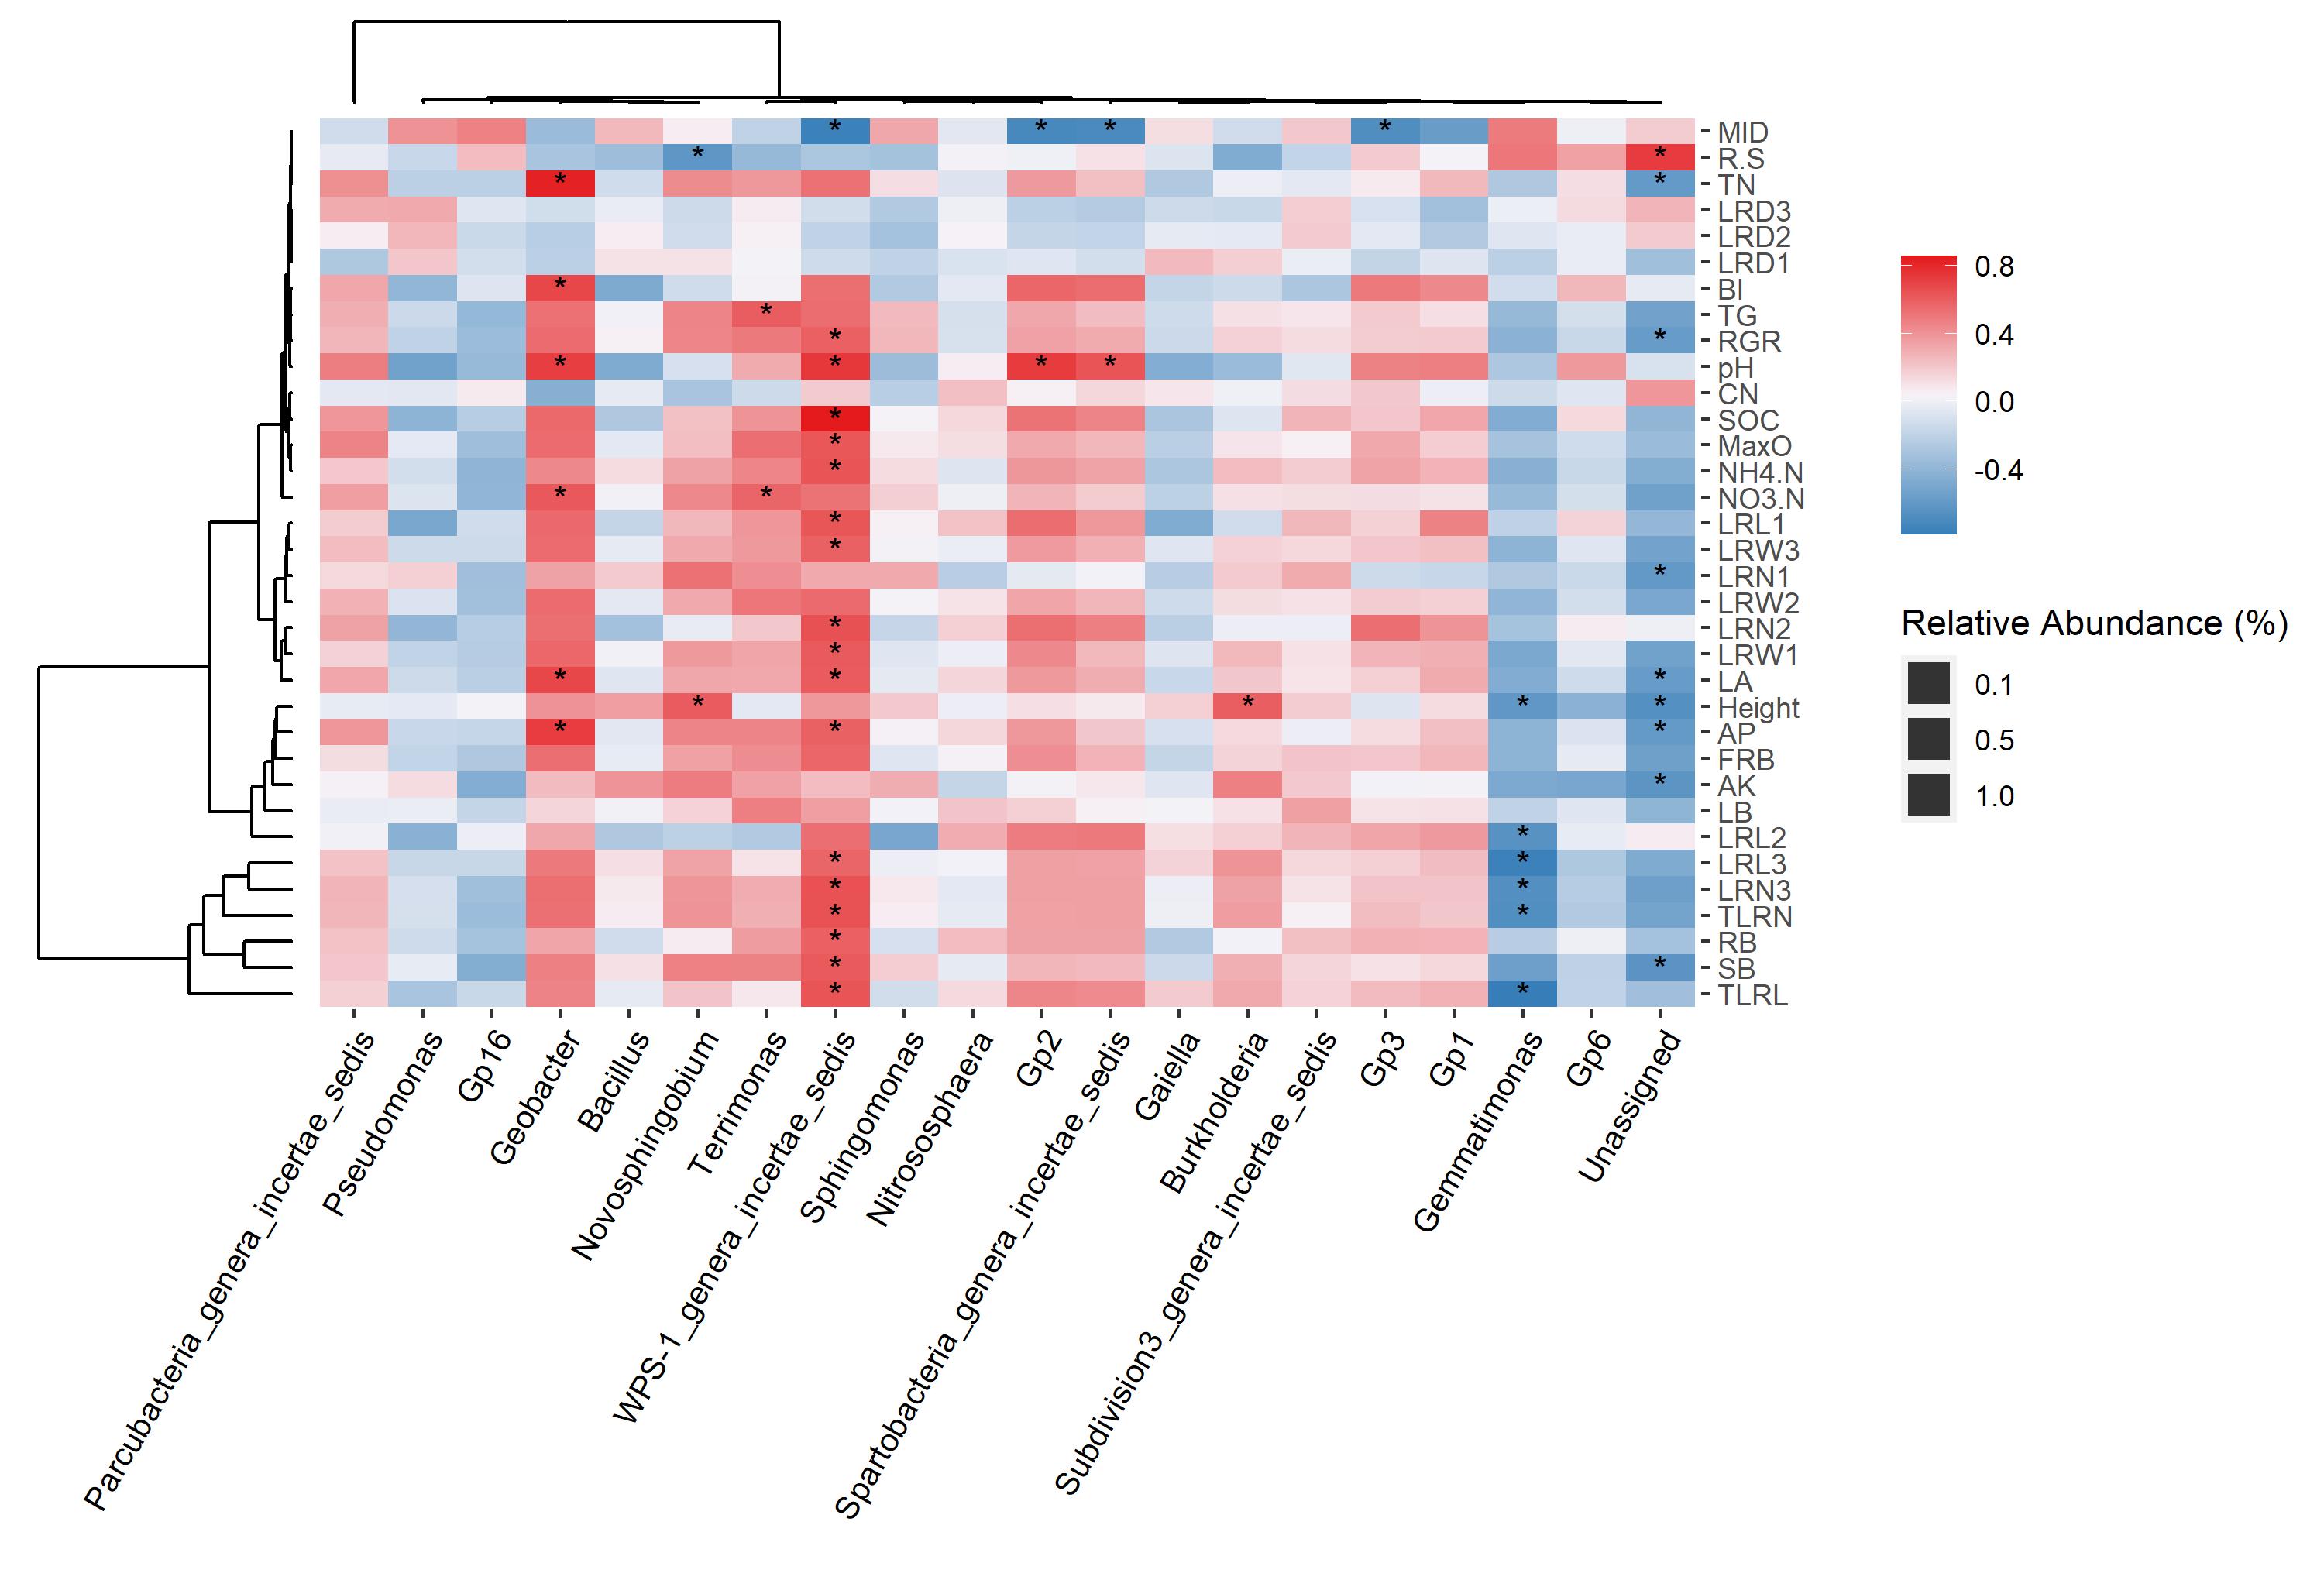 *
*
*
*
MID
*
*
R.S
*
*
TN
LRD3
LRD2
LRD1
*
BI
*
TG
*
*
RGR
*
*
*
*
pH
CN
*
SOC
*
MaxO
*
NH4.N
*
*
NO3.N
*
LRL1
*
LRW3
*
LRN1
LRW2
*
LRN2
*
LRW1
*
*
*
LA
*
*
*
*
Height
*
*
*
AP
FRB
*
AK
LB
*
LRL2
*
*
LRL3
*
*
LRN3
*
*
TLRN
*
RB
*
*
SB
*
*
TLRL
Parcubacteria_genera_incertae_sedis
Pseudomonas
Gp16
Geobacter
Bacillus
Novosphingobium
Terrimonas
WPS-1_genera_incertae_sedis
Sphingomonas
Nitrososphaera
Gp2
Spartobacteria_genera_incertae_sedis
Gaiella
Burkholderia
Subdivision3_genera_incertae_sedis
Gp3
Gp1
Gemmatimonas
Gp6
Unassigned
0.8
0.4
0.0
-0.4
Relative Abundance (%)
0.1
0.5
1.0